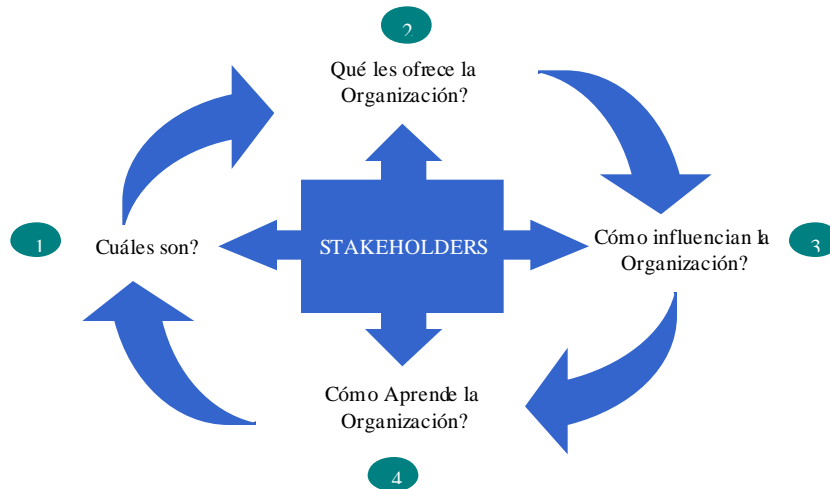 2
Qué les ofrece la
Organización?
1
Cuáles son?
STAKEHOLDERS
Cómo influencian la
Organización?
3
Cómo Aprende la
Organización?
4